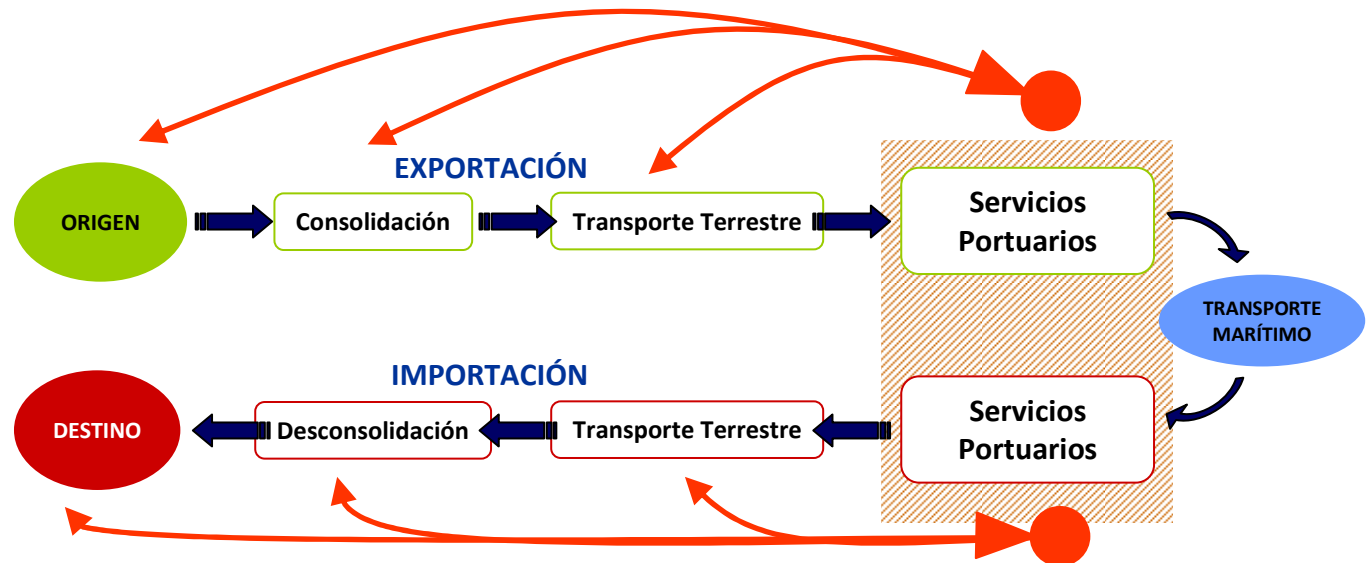 EXPORTACIÓN
ORIGEN
Consolidación
Transporte Terrestre
Servicios
Portuarios
TRANSPORTE
MARÍTIMO
IMPORTACIÓN
DESTINO
Desconsolidación
Transporte Terrestre
Servicios
Portuarios